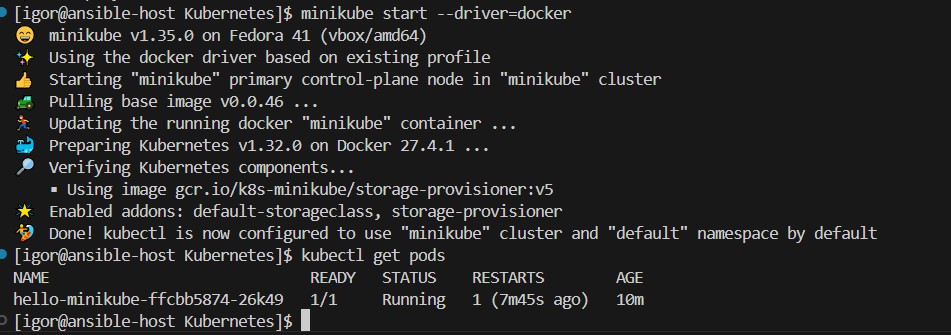 [igor@ansible-host Kubernetes]$ minikube start --driver=docker
😄  minikube v1.35.0 on Fedora 41 (vbox/amd64)
✨  Using the docker driver based on existing profile
👍  Starting "minikube" primary control-plane node in "minikube" cluster
🚜  Pulling base image v0.0.46 ...
🏃  Updating the running docker "minikube" container ...
🐳  Preparing Kubernetes v1.32.0 on Docker 27.4.1 ...
🔎  Verifying Kubernetes components...
    ▪ Using image gcr.io/k8s-minikube/storage-provisioner:v5
🌟  Enabled addons: default-storageclass, storage-provisioner
🏄  Done! kubectl is now configured to use "minikube" cluster and "default" namespace by default
[igor@ansible-host Kubernetes]$ kubectl get pods
NAME                             READY   STATUS    RESTARTS        AGE
hello-minikube-ffcbb5874-26k49   1/1     Running   1 (7m45s ago)   10m
[igor@ansible-host Kubernetes]$